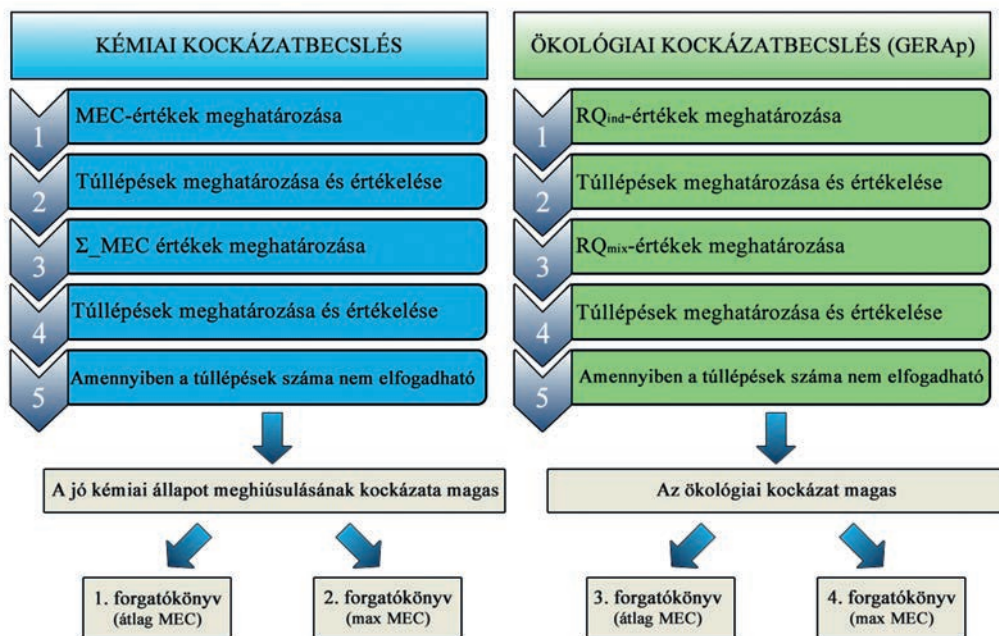 KÉMIAI KOCKÁZATBECSLÉS
1
MEC-értékek meghatározása
2
Túllépések meghatározása és értékelése
3
Σ_MEC értékek meghatározása
4
Túllépések meghatározása és értékelése
5
Amennyiben a túllépések száma nem elfogadható
A jó kémiai állapot meghiúsulásának kockázata magas
1. forgatókönyv
(átlag MEC)
2. forgatókönyv
(max MEC)
ÖKOLÓGIAI KOCKÁZATBECSLÉS (GERAp)
1
RQind-értékek meghatározása
2
Túllépések meghatározása és értékelése
3
RQmix-értékek meghatározása
4
Túllépések meghatározása és értékelése
5
Amennyiben a túllépések száma nem elfogadható
Az ökológiai kockázat magas
3. forgatókönyv
(átlag MEC)
4. forgatókönyv
(max MEC)